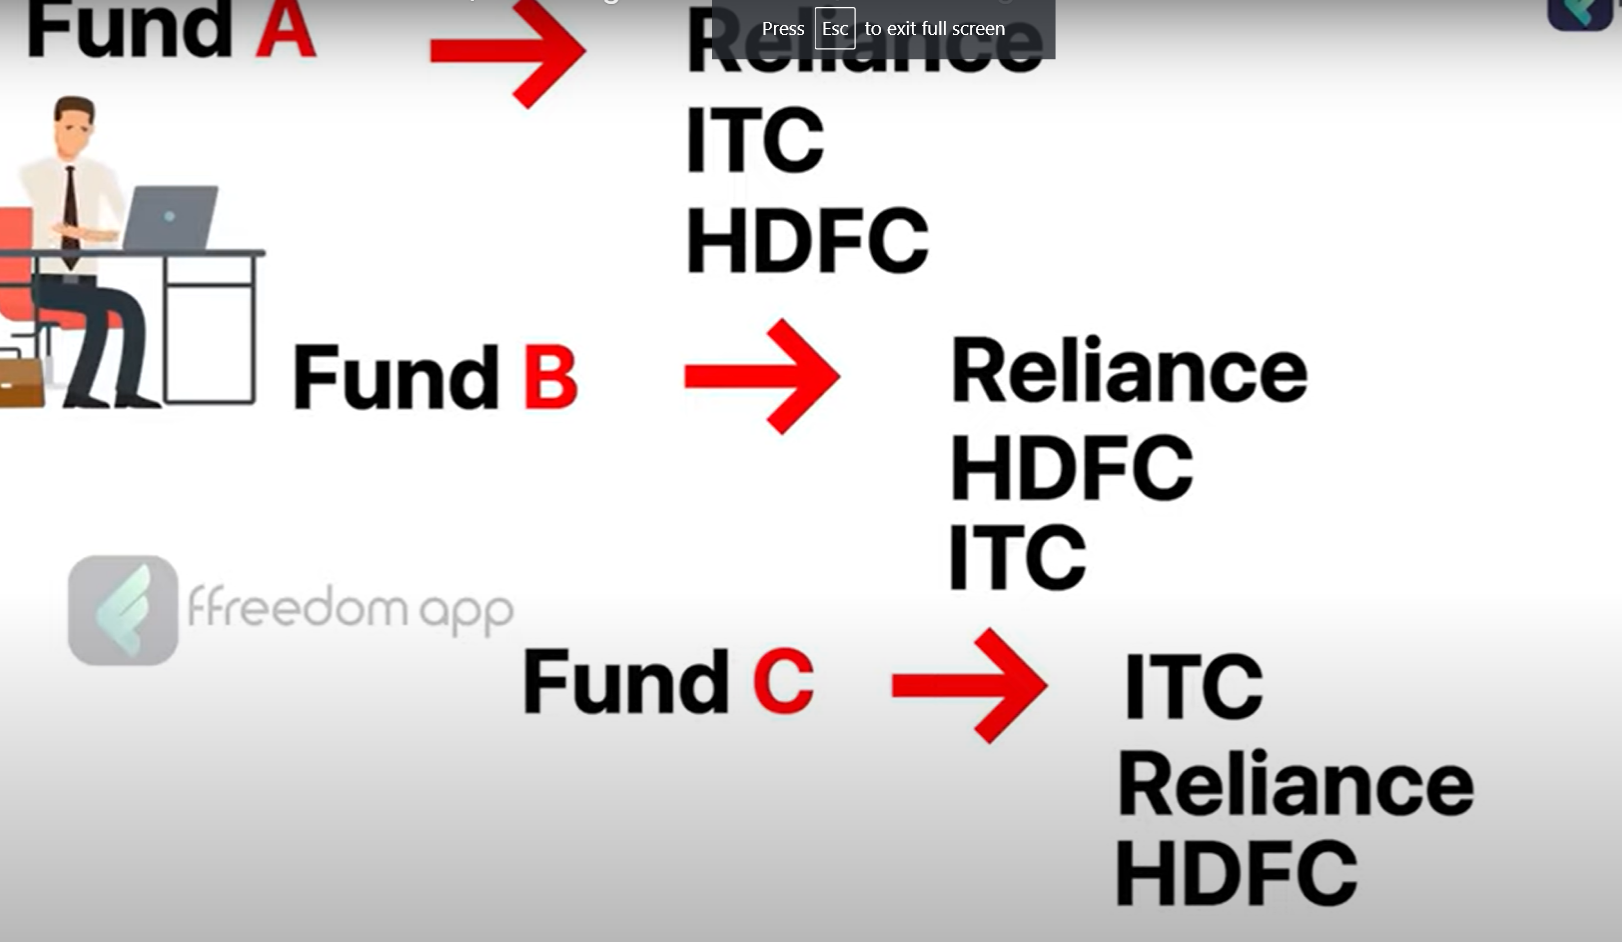 Press Esc to exit full screen
Fund A
Reliance
ITC
HDFC
Fund B
Reliance
HDFC
ITC
ffreedom app
Fund C
ITC
Reliance
HDFC